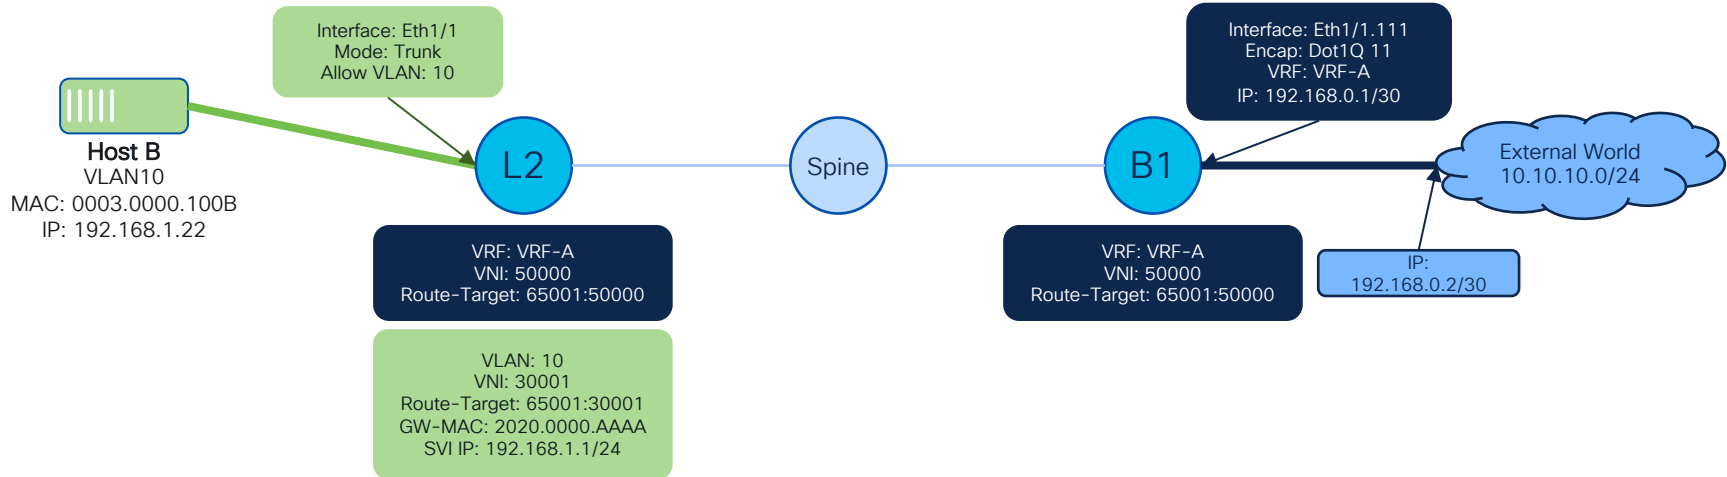 Interface: Eth1/1
Mode: Trunk
Allow VLAN: 10
Interface: Eth1/1.111
Encap: Dot1Q 11
VRF: VRF-A
IP: 192.168.0.1/30
Host B
VLAN10
MAC: 0003.0000.100B
IP: 192.168.1.22
L2
Spine
B1
External World
10.10.10.0/24
VRF: VRF-A
VNI: 50000
Route-Target: 65001:50000
VRF: VRF-A
VNI: 50000
Route-Target: 65001:50000
IP:
192.168.0.2/30
VLAN: 10
VNI: 30001
Route-Target: 65001:30001
GW-MAC: 2020.0000.AAAA
SVI IP: 192.168.1.1/24